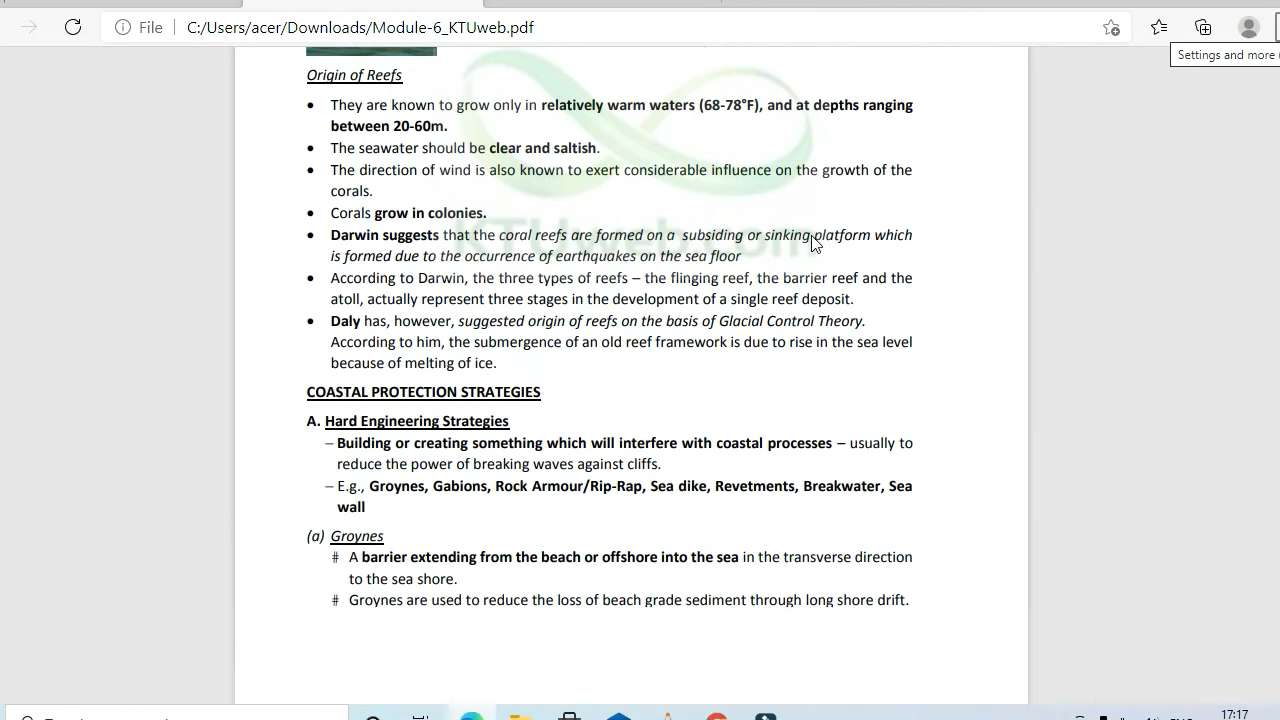 File
C:/Users/acer/Downloads/Module-6_KTUweb.pdf
Settings and more (
Origin of Reefs
• They are known to grow only in relatively warm waters (68-78°F), and at depths ranging
between 20-60m.
• The seawater should be clear and saltish.
• The direction of wind is also known to exert considerable influence on the growth of the
corals.
• Corals grow in colonies.
• Darwin suggests that the coral reefs are formed on a subsiding or sinking platform which
is formed due to the occurrence of earthquakes on the sea floor
• According to Darwin, the three types of reefs – the flinging reef, the barrier reef and the
atoll, actually represent three stages in the development of a single reef deposit.
• Daly has, however, suggested origin of reefs on the basis of Glacial Control Theory.
According to him, the submergence of an old reef framework is due to rise in the sea level
because of melting of ice.
KTUweb.com
COASTAL PROTECTION STRATEGIES
A. Hard Engineering Strategies
– Building or creating something which will interfere with coastal processes – usually to
reduce the power of breaking waves against cliffs.
– E.g., Groynes, Gabions, Rock Armour/Rip-Rap, Sea dike, Revetments, Breakwater, Sea
wall
(a) Groynes
# A barrier extending from the beach or offshore into the sea in the transverse direction
to the sea shore.
# Groynes are used to reduce the loss of beach grade sediment through long shore drift.
17:17